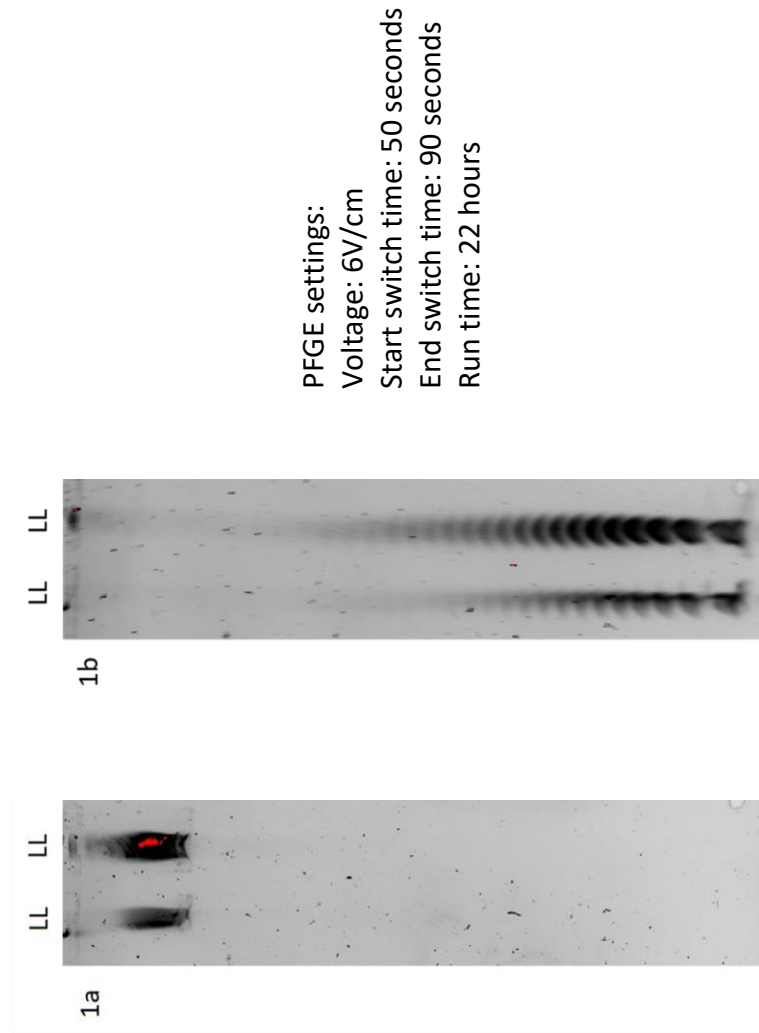 1a
LL
LL
1b
LL
LL
PFGE settings:
Voltage: 6V/cm
Start switch time: 50 seconds
End switch time: 90 seconds
Run time: 22 hours